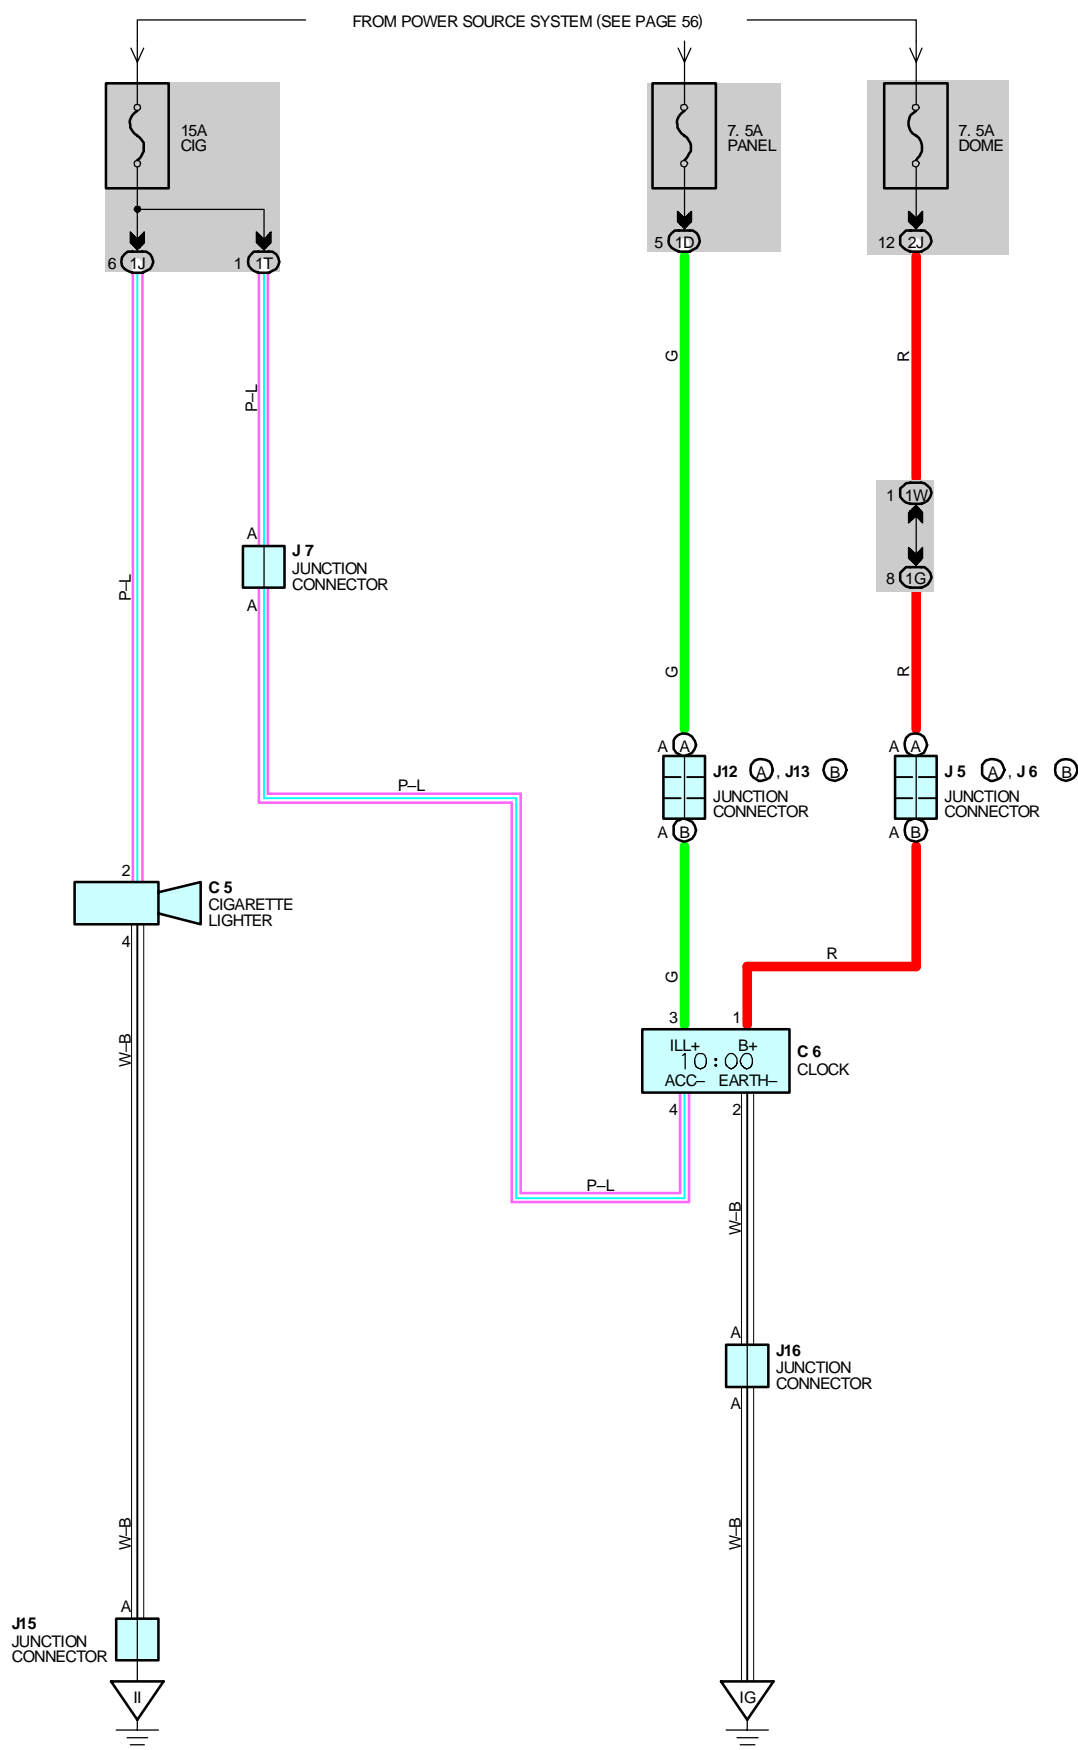 FROM POWER SOURCE SYSTEM (SEE PAGE 56)
15A
CIG
7. 5A
PANEL
7. 5A
DOME
6 1J
1 1T
5 1D
12 2J
G
R
P–L
1 1W
A
J 7
JUNCTION
CONNECTOR
A
P–L
8 1G
G
R
A A
A A
J12 A , J13 B
JUNCTION
CONNECTOR
J 5 A , J 6 B
JUNCTION
CONNECTOR
P–L
A B
A B
2
C 5
CIGARETTE
LIGHTER
4
R
G
3
1
ILL+ B+
10:00
ACC– EARTH–
C 6
CLOCK
W–B
4
2
P–L
W–B
A
J16
JUNCTION
CONNECTOR
A
W–B
W–B
A
J15
JUNCTION
CONNECTOR
II
IG